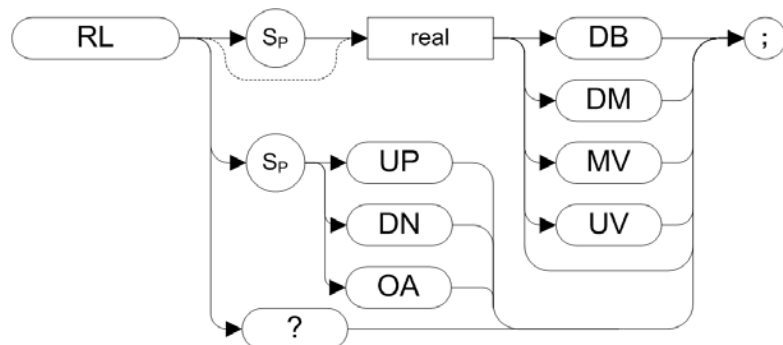 RL SP real DB ;
DM
SP UP MV
DN UV
OA
?